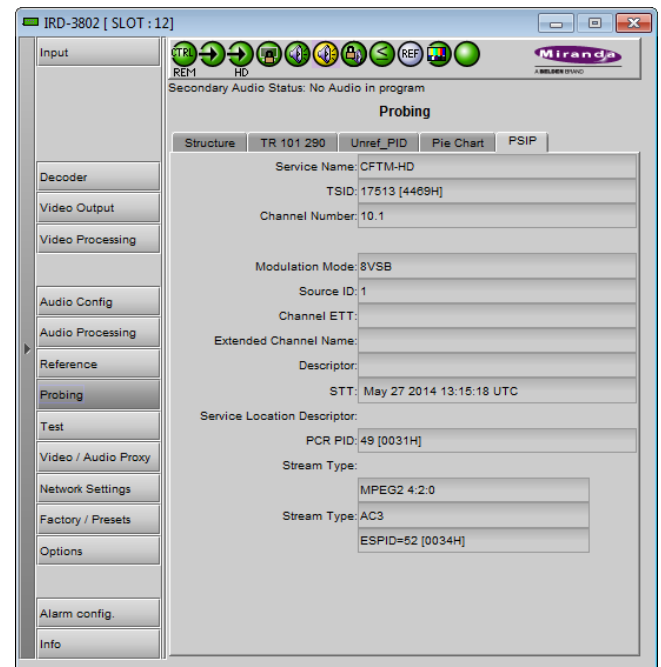 IRD-3802 [ SLOT : 12]
Input
Decoder
Video Output
Video Processing
Audio Config
Audio Processing
Reference
Probing
Test
Video / Audio Proxy
Network Settings
Factory / Presets
Options
Alarm config.
Info
CTRL
REF
REM HD
Miranda
A BELDEN BRAND
Secondary Audio Status: No Audio in program
Probing
Structure TR 101 290 Unref_PID Pie Chart PSIP
Service Name: CFTM-HD
TSID: 17513 [4469H]
Channel Number: 10.1
Modulation Mode: 8VSB
Source ID: 1
Channel ETT:
Extended Channel Name:
Descriptor:
STT: May 27 2014 13:15:18 UTC
Service Location Descriptor:
PCR PID: 49 [0031H]
Stream Type:
MPEG2 4:2:0
Stream Type: AC3
ESPID=52 [0034H]